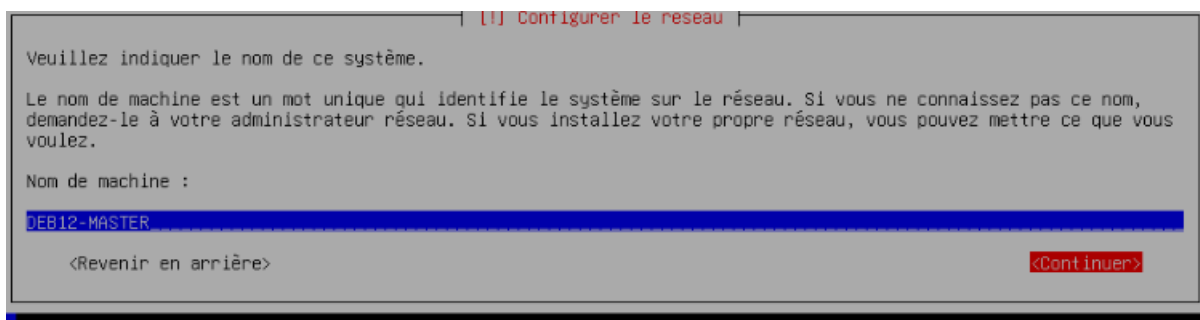 [!] Configurer le réseau
Veuillez indiquer le nom de ce système.
Le nom de machine est un mot unique qui identifie le système sur le réseau. Si vous ne connaissez pas ce nom,
demandez-le à votre administrateur réseau. Si vous installez votre propre réseau, vous pouvez mettre ce que vous
voulez.
Nom de machine :
DEB12-MASTER
<Revenir en arrière>
<Continuer>